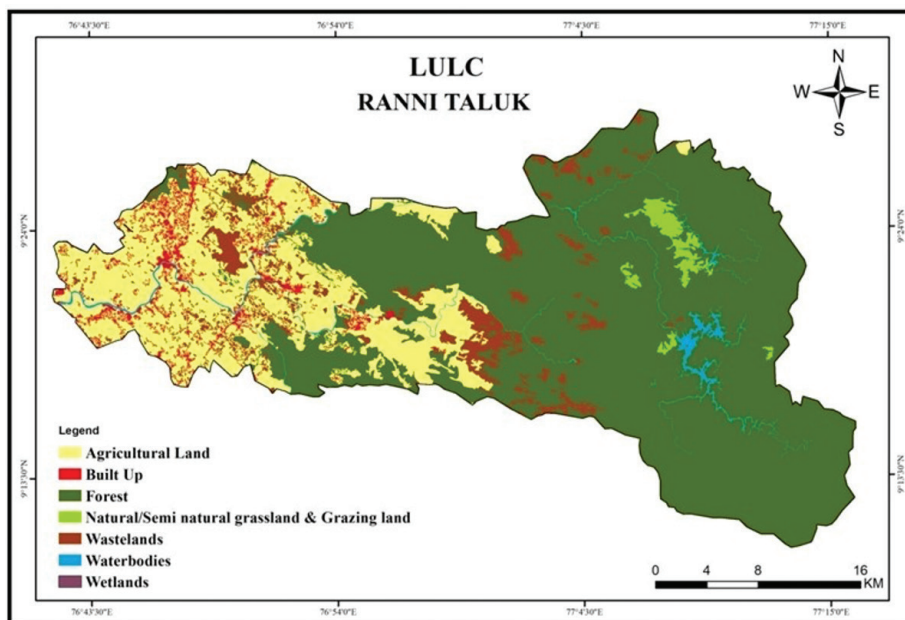 76°43'30"E 76°54'0"E 77°4'30"E 77°15'0"E
LULC
RANNI TALUK
N
W E
S
9°24'0"N 9°24'0"N
Legend
Agricultural Land
Built Up
Forest
Natural/Semi natural grassland & Grazing land
Wastelands
Waterbodies
Wetlands
9°13'30"N 9°13'30"N
0 4 8 16
KM
76°43'30"E 76°54'0"E 77°4'30"E 77°15'0"E